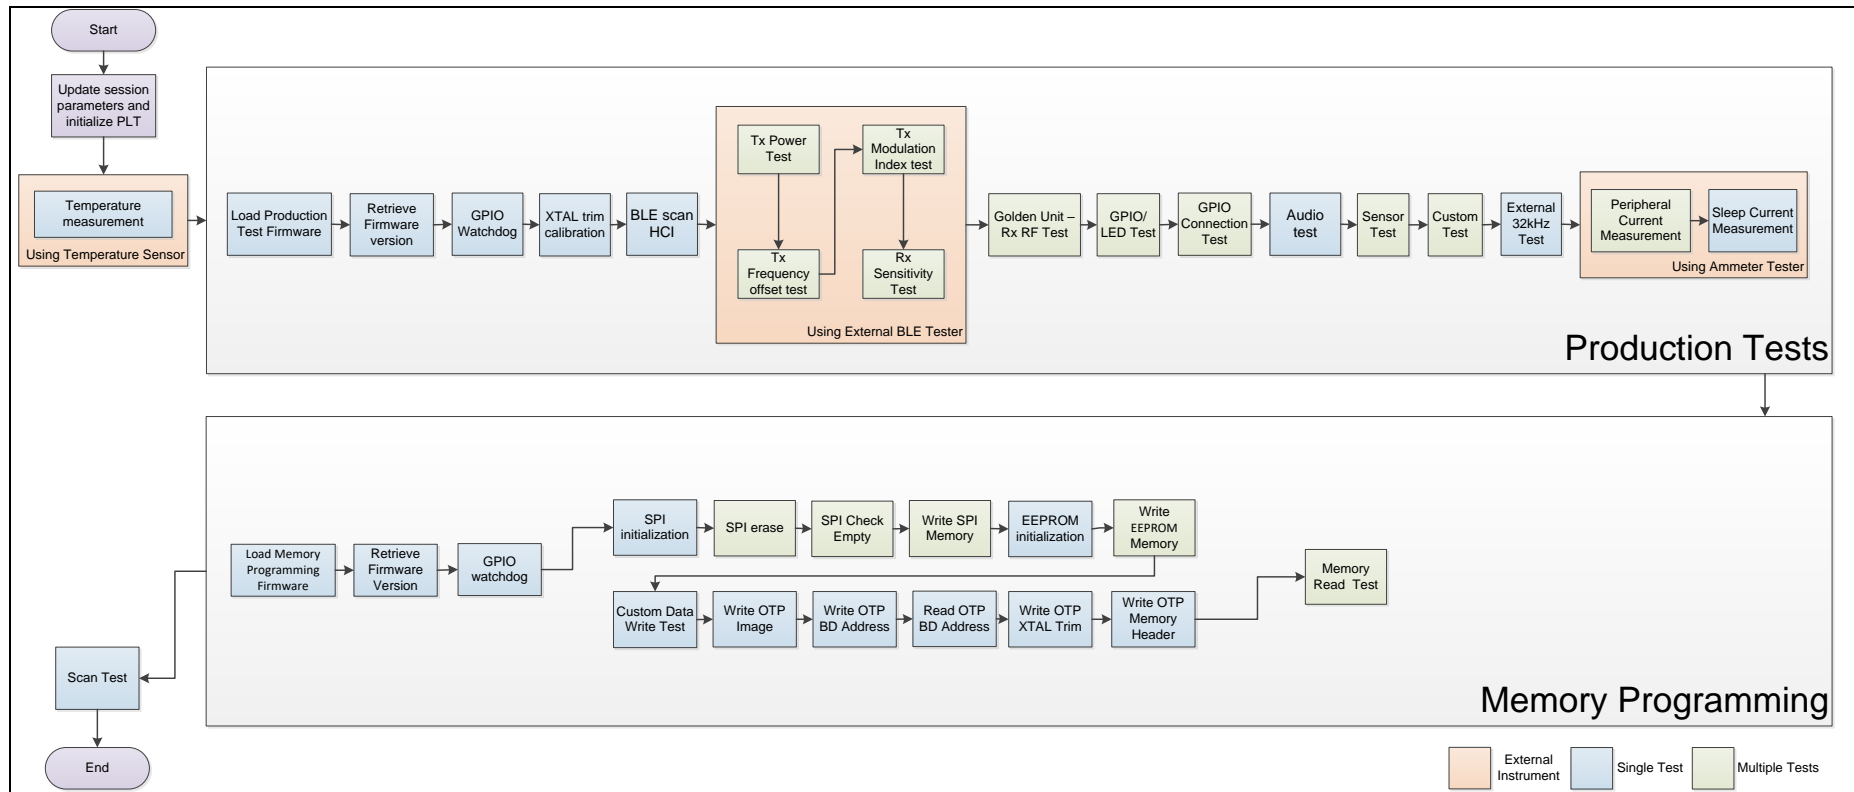 Start
Update session
parameters and
initialize PLT
Temperature
measurement
Using Temperature Sensor
Load Production
Test Firmware
Retrieve
Firmware
version
GPIO
Watchdog
XTAL trim
calibration
BLE scan
HCI
Tx Power
Test
Tx
Frequency
offset test
Tx
Modulation
Index test
Rx
Sensitivity
Test
Using External BLE Tester
Golden Unit –
Rx RF Test
GPIO/
LED Test
GPIO
Connection
Test
Audio
test
Sensor
Test
Custom
Test
External
32kHz
Test
Peripheral
Current
Measurement
Sleep Current
Measurement
Using Ammeter Tester
Production Tests
Load Memory
Programming
Firmware
Retrieve
Firmware
Version
GPIO
watchdog
SPI
initialization
SPI erase
SPI Check
Empty
Write SPI
Memory
EEPROM
initialization
Write
EEPROM
Memory
Custom Data
Write Test
Write OTP
Image
Write OTP
BD Address
Read OTP
BD Address
Write OTP
XTAL Trim
Write OTP
Memory
Header
Memory
Read Test
Memory Programming
Scan Test
End
External
Instrument
Single Test
Multiple Tests